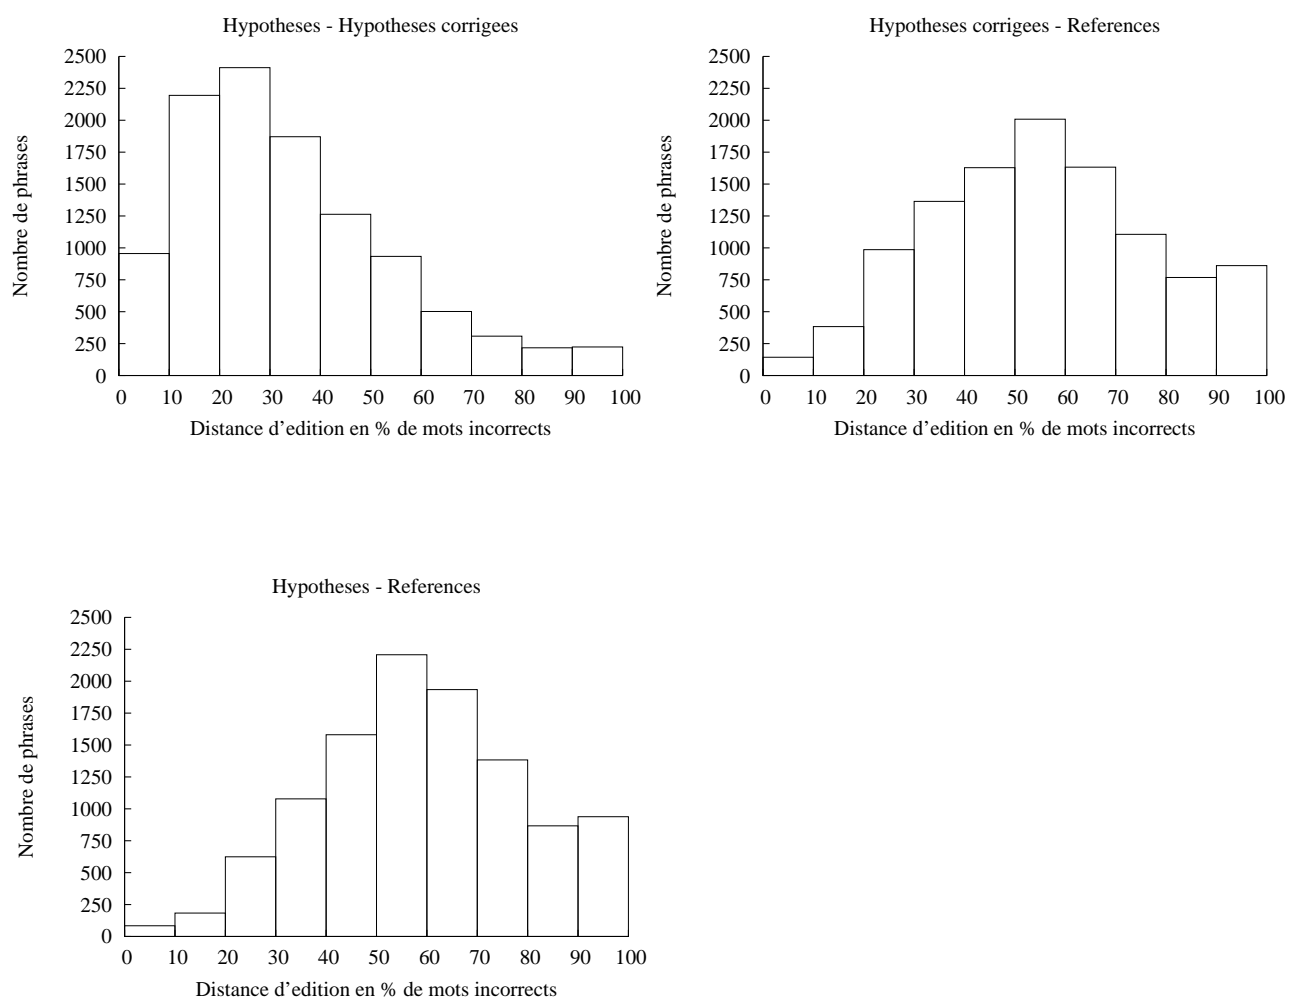 Hypotheses - Hypotheses corrigees
2500
2250
2000
1750
1500
1250
1000
750
500
250
0
Nombre de phrases
0 10 20 30 40 50 60 70 80 90 100
Distance d’edition en % de mots incorrects
Hypotheses corrigees - References
2500
2250
2000
1750
1500
1250
1000
750
500
250
0
Nombre de phrases
0 10 20 30 40 50 60 70 80 90 100
Distance d’edition en % de mots incorrects
Hypotheses - References
2500
2250
2000
1750
1500
1250
1000
750
500
250
0
Nombre de phrases
0 10 20 30 40 50 60 70 80 90 100
Distance d’edition en % de mots incorrects